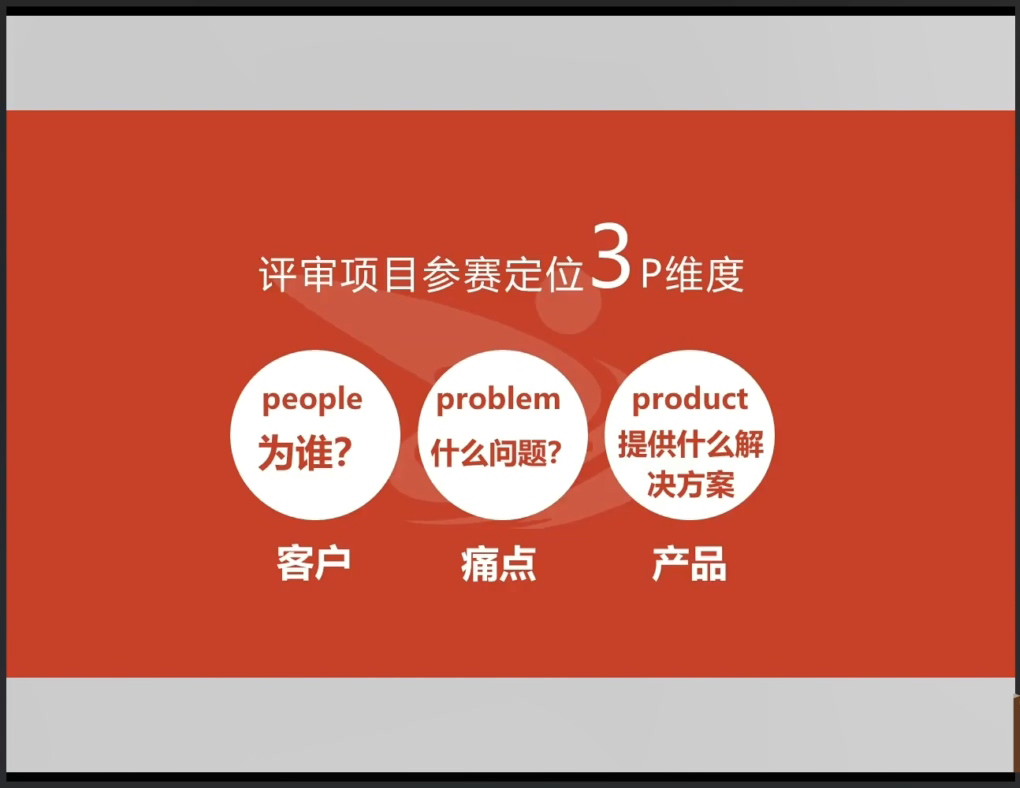 评审项目参赛定位3P维度
people
为谁？
problem
什么问题？
product
提供什么解
决方案
客户
痛点
产品